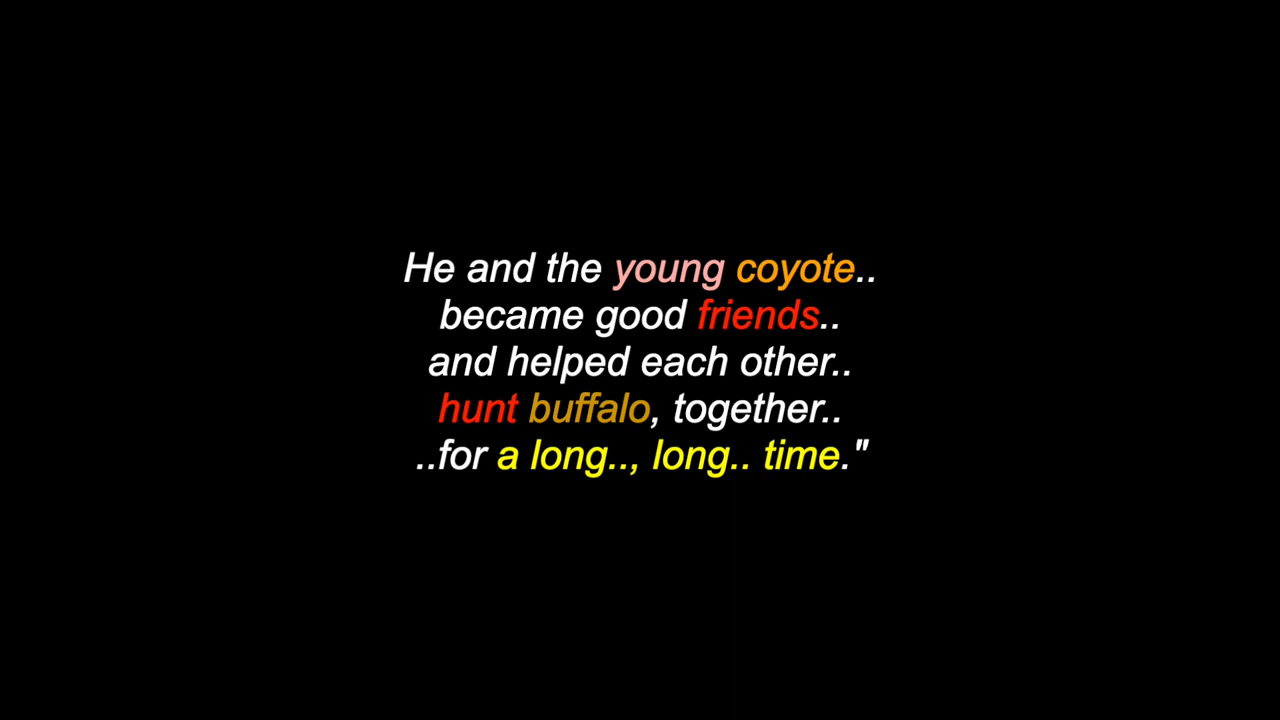 He and the young coyote..
became good friends..
and helped each other..
hunt buffalo, together..
..for a long.., long.. time."